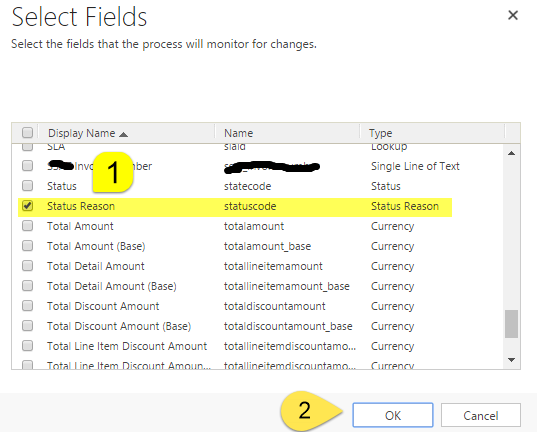 Select Fields
Select the fields that the process will monitor for changes.
Display Name Name Type
SLA slaid Lookup
Single Line of Text
1
Status statecode Status
Status Reason statuscode Status Reason
Total Amount totalamount Currency
Total Amount (Base) totalamount_base Currency
Total Detail Amount totallineitemamount Currency
Total Detail Amount (Base) totallineitemamount_base Currency
Total Discount Amount totaldiscountamount Currency
Total Discount Amount (Base) totaldiscountamount_base Currency
Total Line Item Discount Amount totallineitemdiscountamo... Currency
Total Line Item Discount Amoun... totallineitemdiscountamo... Currency
2 OK Cancel